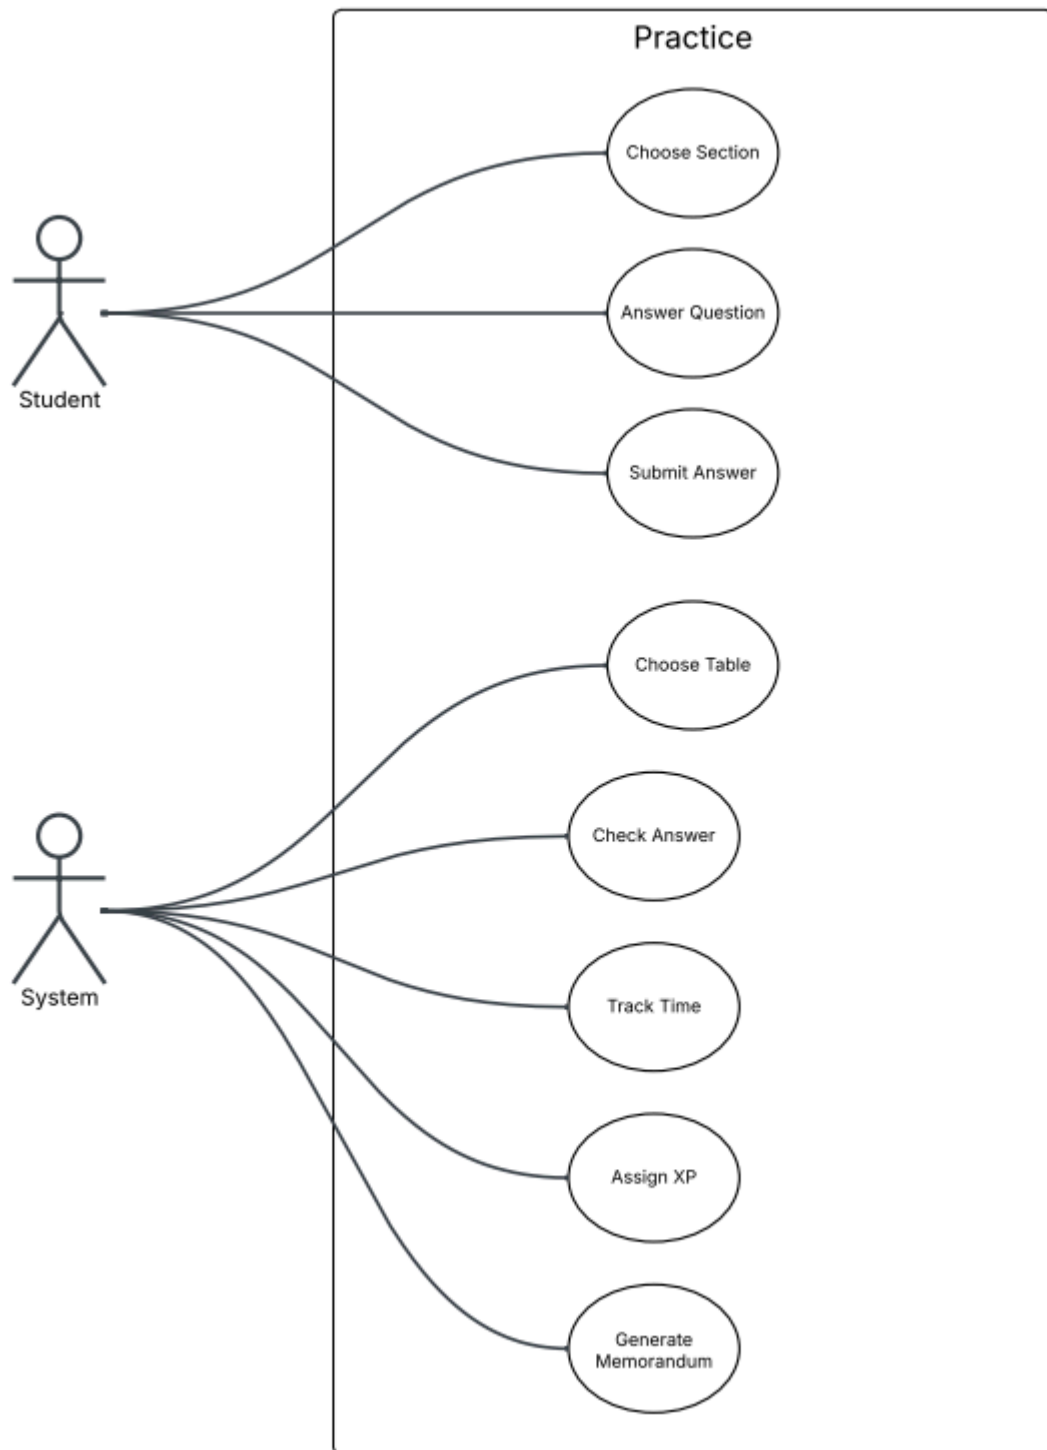 Practice
Choose Section
Answer Question
Student
Submit Answer
Choose Table
Check Answer
System
Track Time
Assign XP
Generate
Memorandum